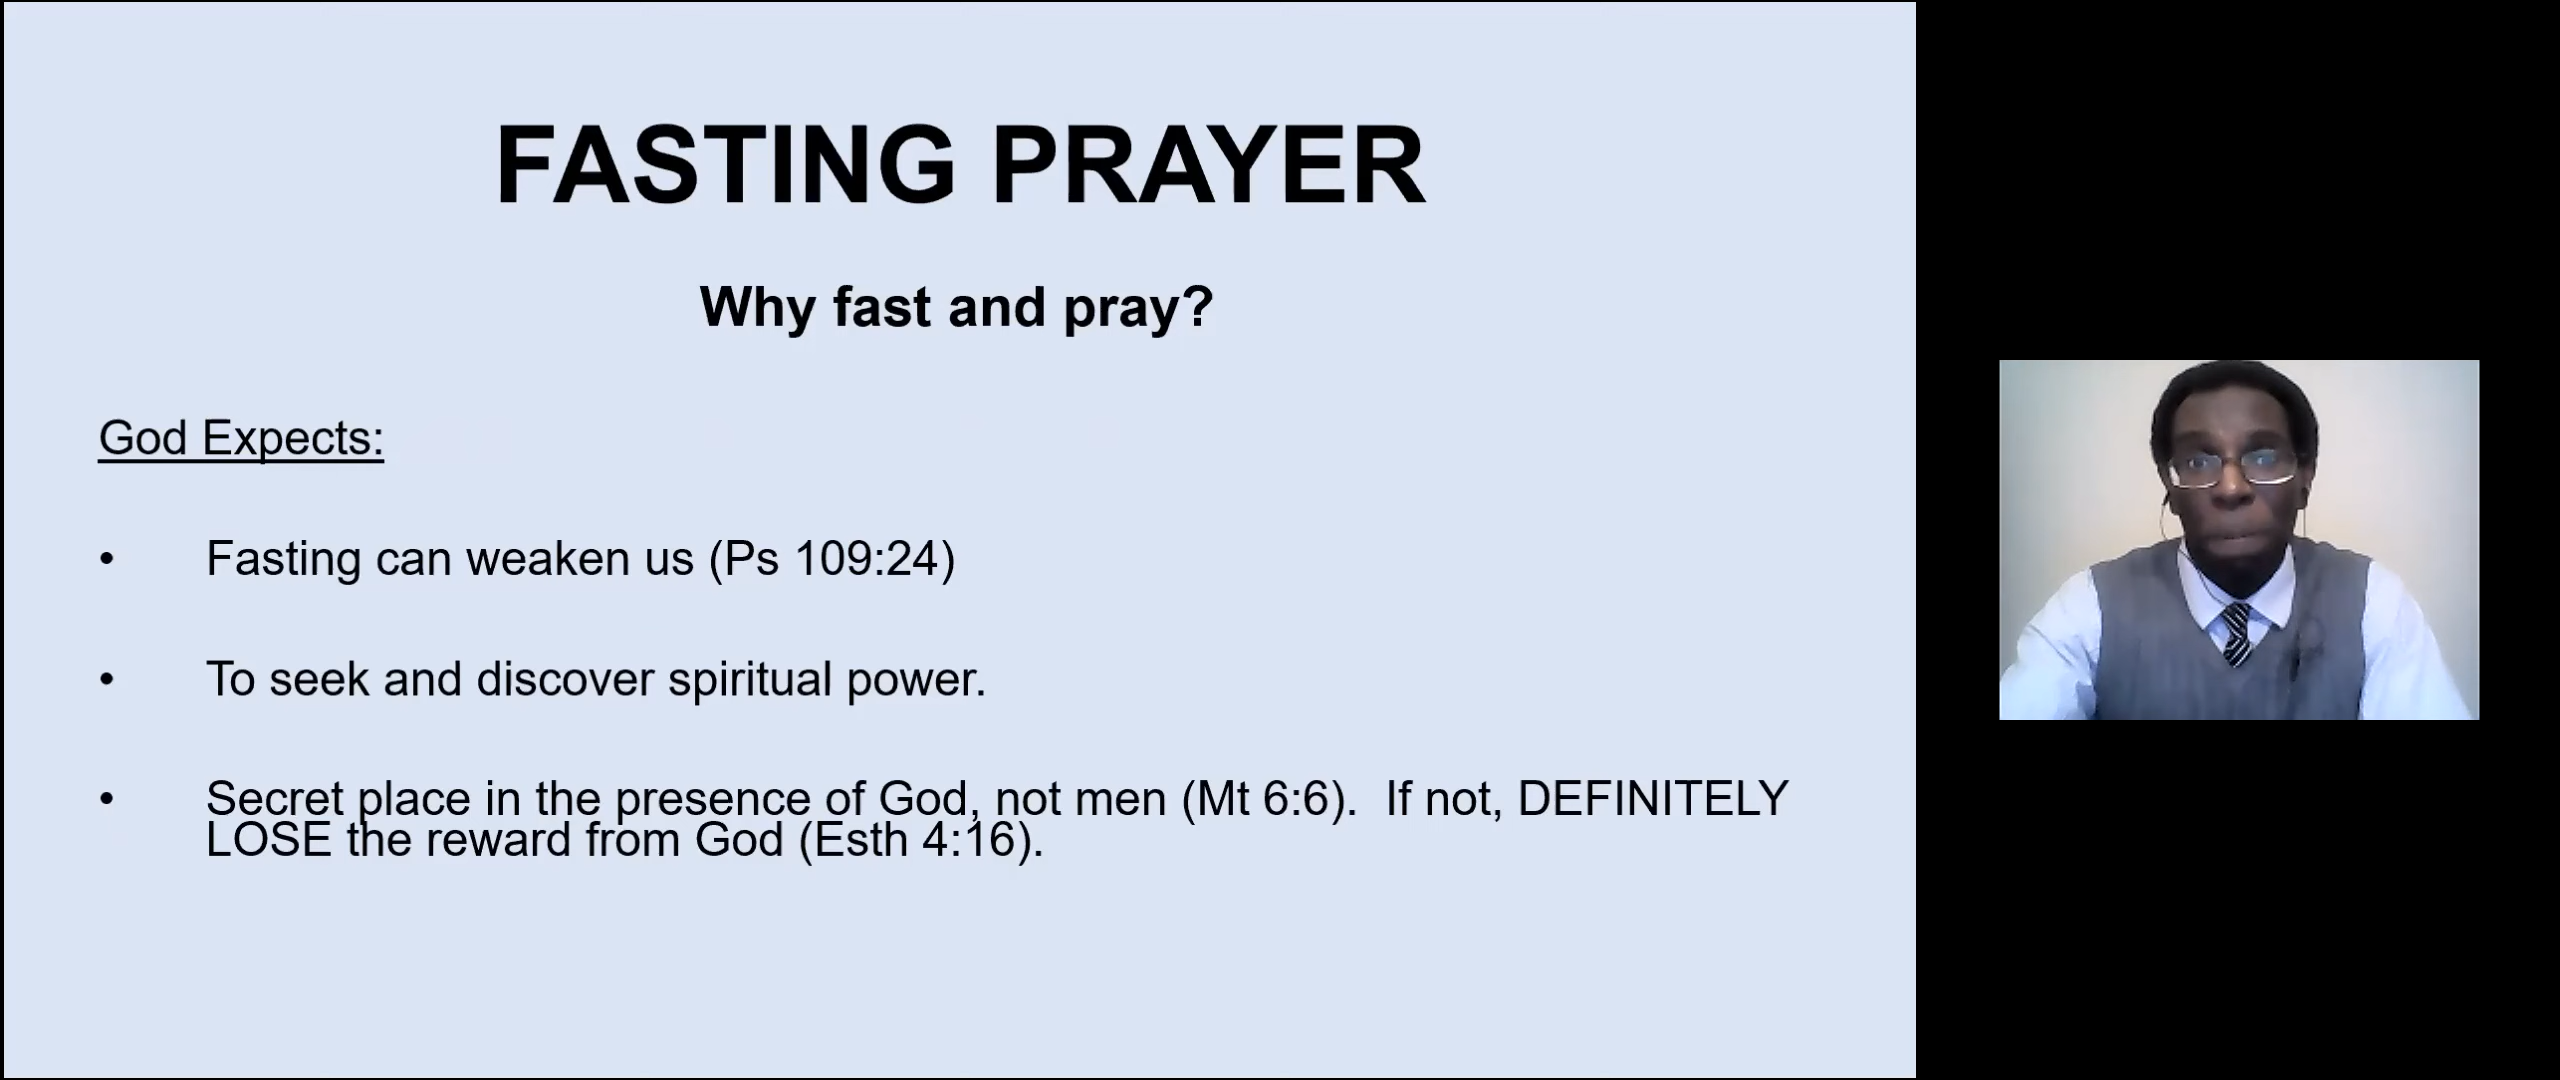 FASTING PRAYER
Why fast and pray?
God Expects:
• Fasting can weaken us (Ps 109:24)
• To seek and discover spiritual power.
• Secret place in the presence of God, not men (Mt 6:6).  If not, DEFINITELY
LOSE the reward from God (Esth 4:16).